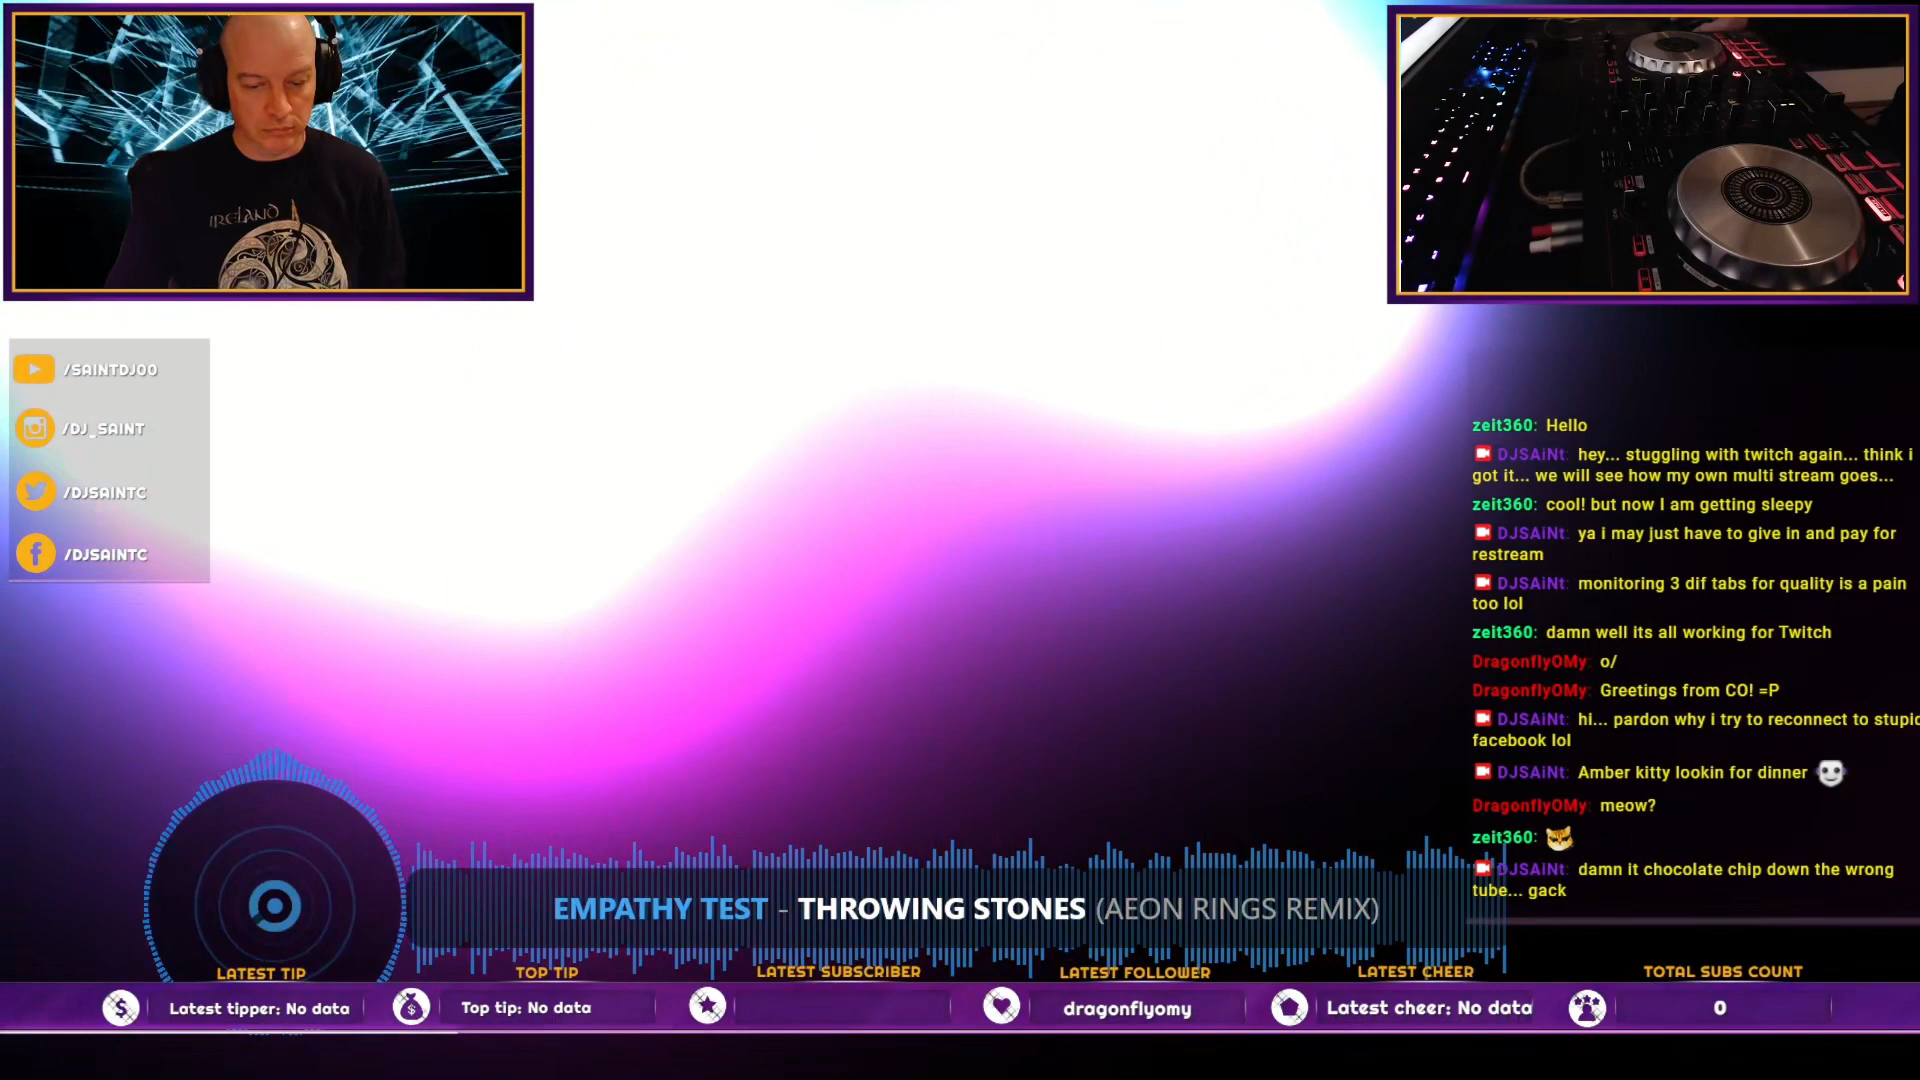 IRELAND
/SAINTDJ00
/DJ_SAINT
/DJSAINTC
/DJSAINTC
zeit360: Hello
DJSAiNt: hey... stuggling with twitch again... think i
got it... we will see how my own multi stream goes...
zeit360: cool! but now I am getting sleepy
DJSAiNt: ya i may just have to give in and pay for
restream
DJSAiNt: monitoring 3 dif tabs for quality is a pain
too lol
zeit360: damn well its all working for Twitch
DragonflyOMy: o/
DragonflyOMy: Greetings from CO! =P
DJSAiNt: hi... pardon why i try to reconnect to stupid
facebook lol
DJSAiNt: Amber kitty lookin for dinner
DragonflyOMy: meow?
zeit360:
DJSAiNt: damn it chocolate chip down the wrong
tube... gack
EMPATHY TEST - THROWING STONES (AEON RINGS REMIX)
LATEST TIP
TOP TIP
LATEST SUBSCRIBER
LATEST FOLLOWER
LATEST CHEER
TOTAL SUBS COUNT
Latest tipper: No data
Top tip: No data
dragonflyomy
Latest cheer: No data
0